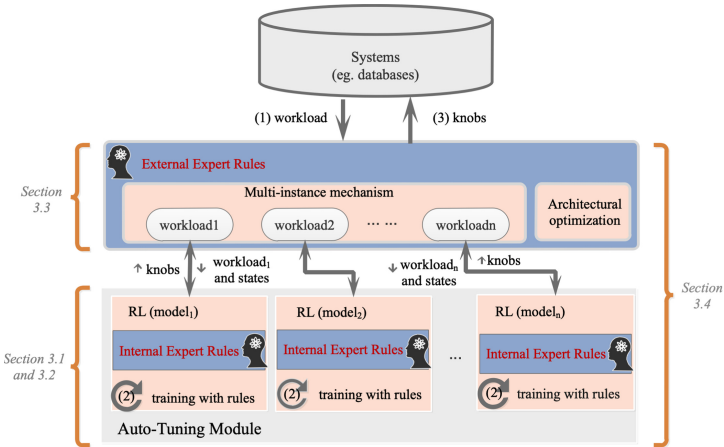 Systems
(eg. databases)
(1) workload
(3) knobs
External Expert Rules
Multi-instance mechanism
workload1
workload2
... ...
workloadn
Architectural
optimization
Section
3.3
knobs
workload₁
and states
workloadₙ
and states
knobs
Section
3.4
RL (model₁)
RL (model₂)
RL (modelₙ)
Internal Expert Rules
Internal Expert Rules
...
Internal Expert Rules
Section 3.1
and 3.2
(2) training with rules
(2) training with rules
(2) training with rules
Auto-Tuning Module